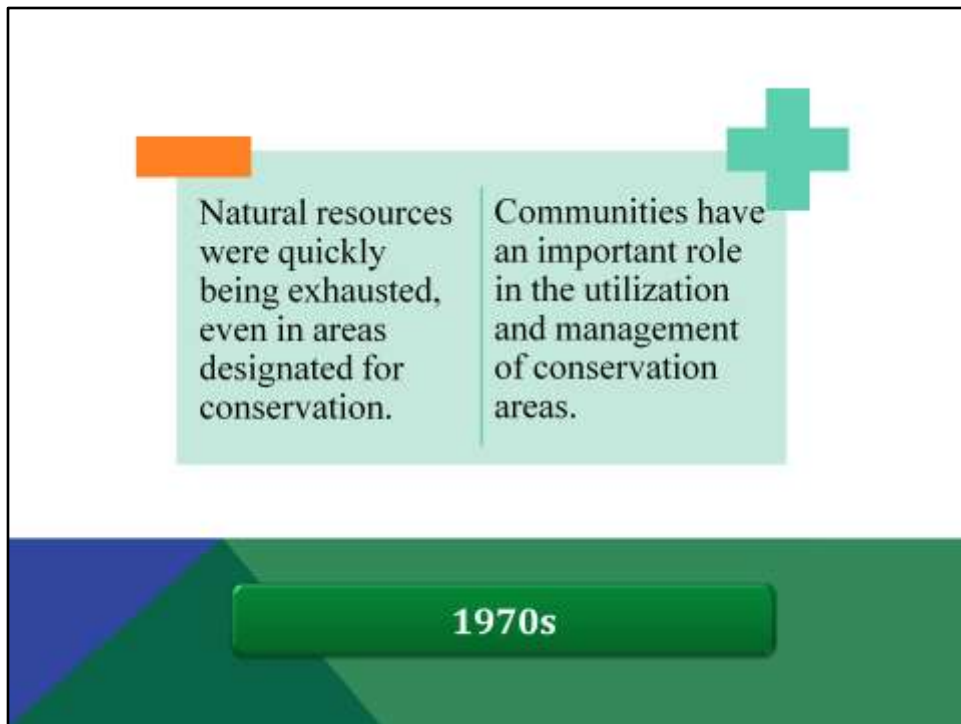 Natural resources
were quickly
being exhausted,
even in areas
designated for
conservation.
Communities have
an important role
in the utilization
and management
of conservation
areas.
1970s